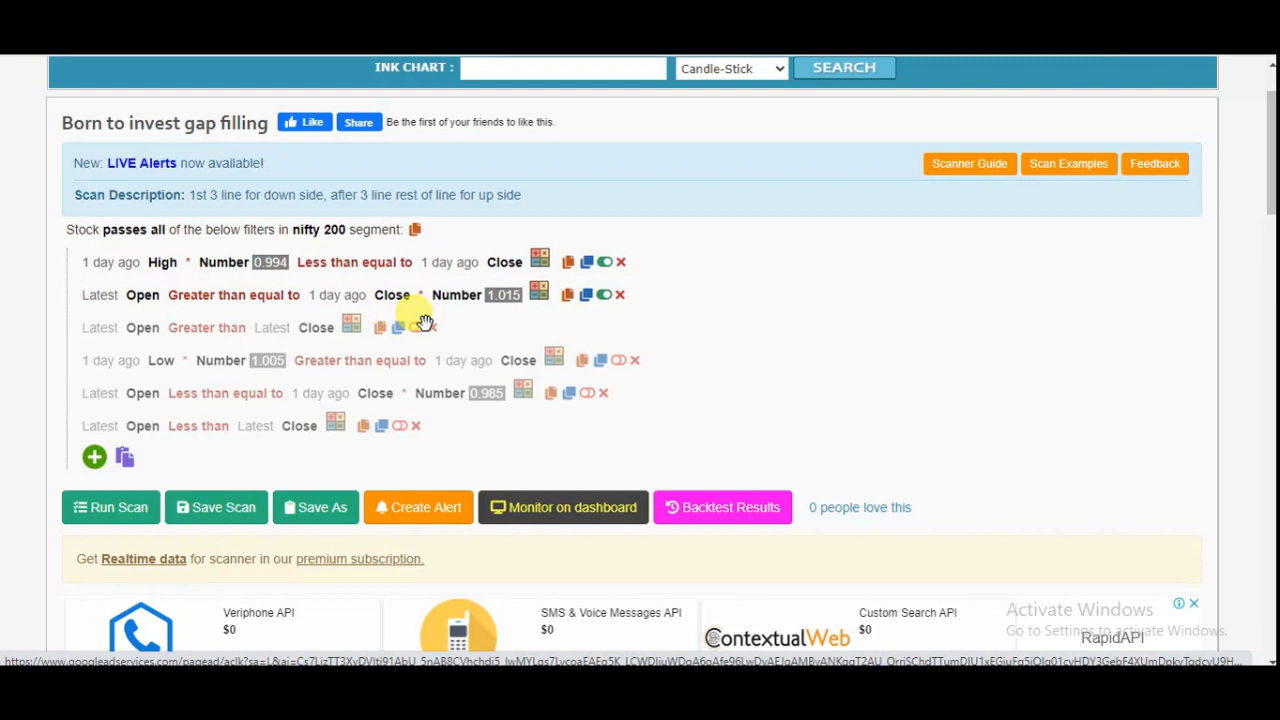 INK CHART : Candle-Stick SEARCH
Born to invest gap filling Like Share Be the first of your friends to like this.
New: LIVE Alerts now available! Scanner Guide Scan Examples Feedback
Scan Description: 1st 3 line for down side, after 3 line rest of line for up side
Stock passes all of the below filters in nifty 200 segment:
1 day ago High * Number 0.994 Less than equal to 1 day ago Close
Latest Open Greater than equal to 1 day ago Close * Number 1.015
Latest Open Greater than Latest Close
1 day ago Low * Number 1.005 Greater than equal to 1 day ago Close
Latest Open Less than equal to 1 day ago Close * Number 0.985
Latest Open Less than Latest Close
Run Scan Save Scan Save As Create Alert Monitor on dashboard Backtest Results 0 people love this
Get Realtime data for scanner in our premium subscription.
Veriphone API SMS & Voice Messages API Custom Search API
$0 $0 $0
Activate Windows
Go to Settings to activate Windows.
ContextualWeb RapidAPI